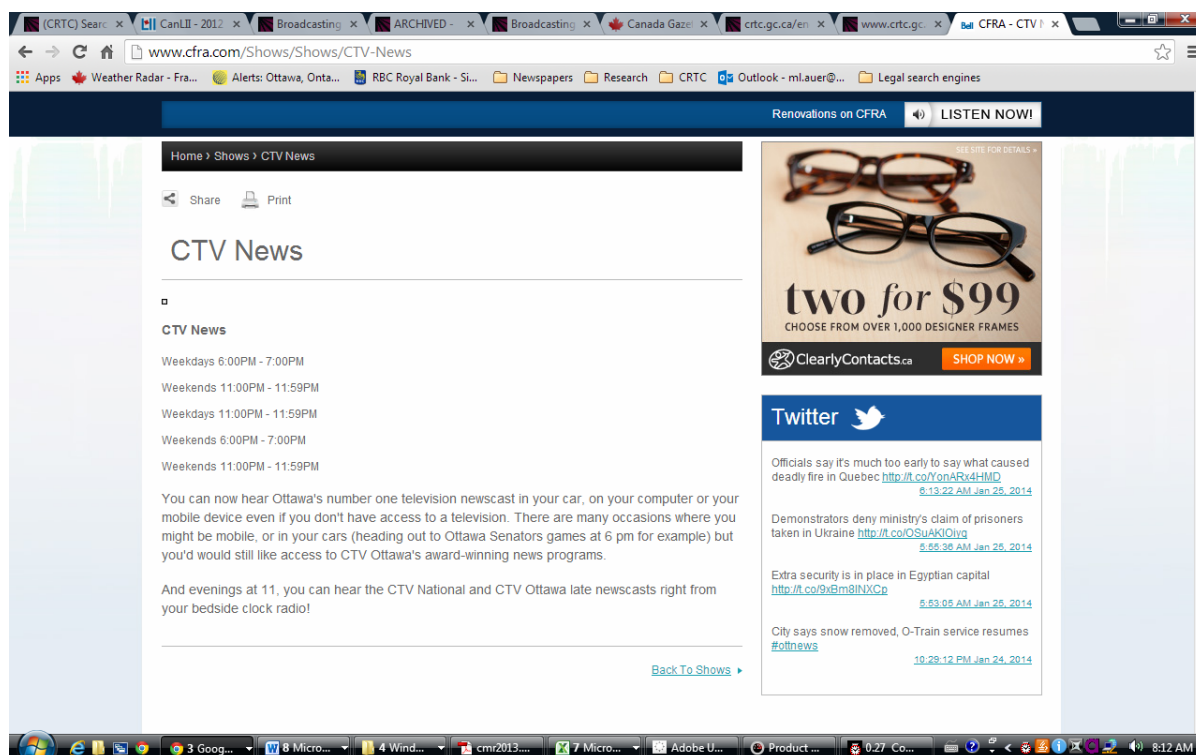 (CRTC) Searc
CanLII - 2012
Broadcasting
ARCHIVED -
Broadcasting
Canada Gaze
crtc.gc.ca/en
www.crtc.gc.
Bell CFRA - CTV N
www.cfra.com/Shows/Shows/CTV-News
Apps Weather Radar - Fra... Alerts: Ottawa, Onta... RBC Royal Bank - Si... Newspapers Research CRTC Outlook - ml.auer@... Legal search engines
Renovations on CFRA LISTEN NOW!
Home › Shows › CTV News
Share Print
CTV News
CTV News
Weekdays 6:00PM - 7:00PM
Weekends 11:00PM - 11:59PM
Weekdays 11:00PM - 11:59PM
Weekends 6:00PM - 7:00PM
Weekends 11:00PM - 11:59PM
You can now hear Ottawa's number one television newscast in your car, on your computer or your
mobile device even if you don't have access to a television. There are many occasions where you
might be mobile, or in your cars (heading out to Ottawa Senators games at 6 pm for example) but
you'd would still like access to CTV Ottawa's award-winning news programs.
And evenings at 11, you can hear the CTV National and CTV Ottawa late newscasts right from
your bedside clock radio!
Back To Shows
SEE SITE FOR DETAILS »
two for $99
CHOOSE FROM OVER 1,000 DESIGNER FRAMES
ClearlyContacts.ca SHOP NOW »
Twitter
Officials say it's much too early to say what caused
deadly fire in Quebec http://t.co/YonARx4HMD
6:13:22 AM Jan 25, 2014
Demonstrators deny ministry's claim of prisoners
taken in Ukraine http://t.co/OSuAKIOiyq
5:55:36 AM Jan 25, 2014
Extra security is in place in Egyptian capital
http://t.co/9xBm8INXCp
5:53:05 AM Jan 25, 2014
City says snow removed, O-Train service resumes
#ottnews
10:29:12 PM Jan 24, 2014
3 Goog... 8 Micro... 4 Wind... cmr2013.... 7 Micro... Adobe U... Product ... 0.27 Co... 8:12 AM